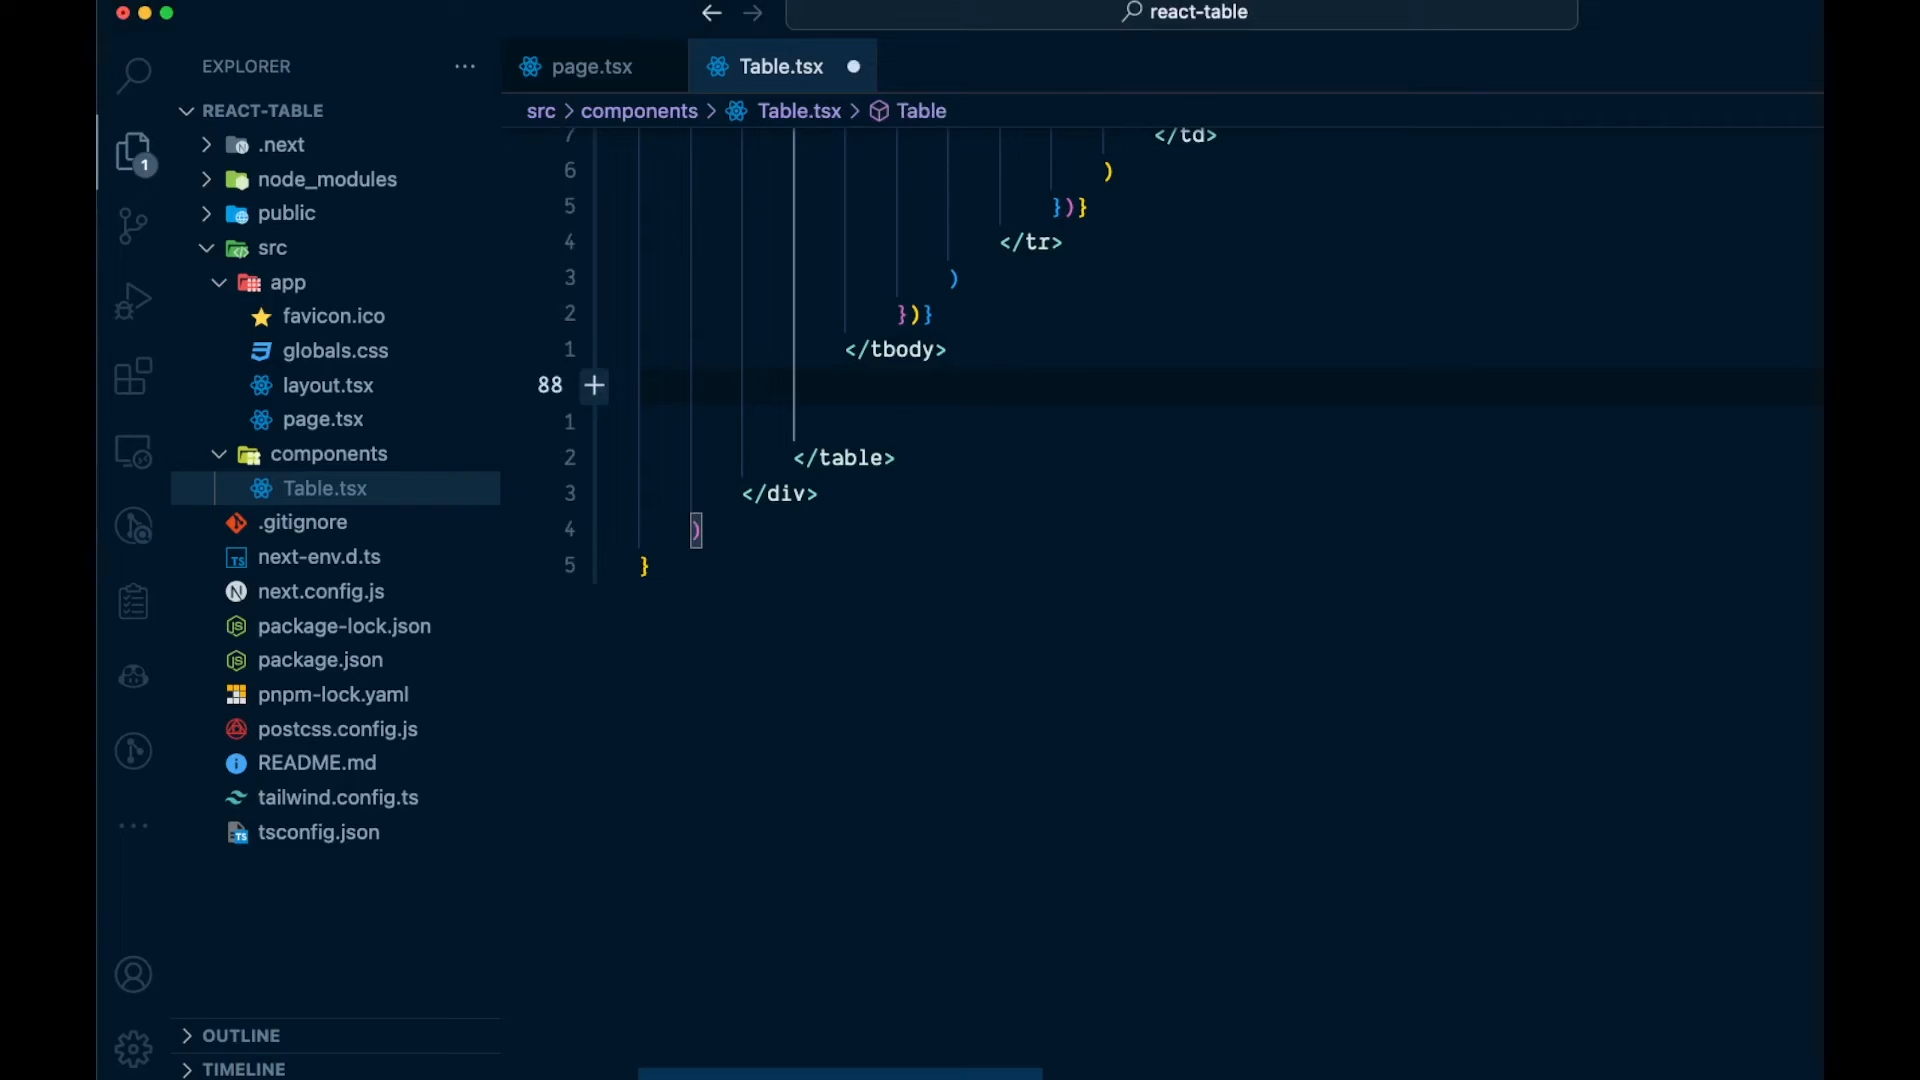 react-table
EXPLORER
page.tsx
Table.tsx
REACT-TABLE
src > components > Table.tsx > Table
.next
node_modules
public
src
app
favicon.ico
globals.css
layout.tsx
page.tsx
components
Table.tsx
.gitignore
next-env.d.ts
next.config.js
package-lock.json
package.json
pnpm-lock.yaml
postcss.config.js
README.md
tailwind.config.ts
tsconfig.json
OUTLINE
TIMELINE
1
7 </td>
6 )
5 })}
4 </tr>
3 )
2 })}
1 </tbody>
88
1
2 </table>
3 </div>
4 )
5 }